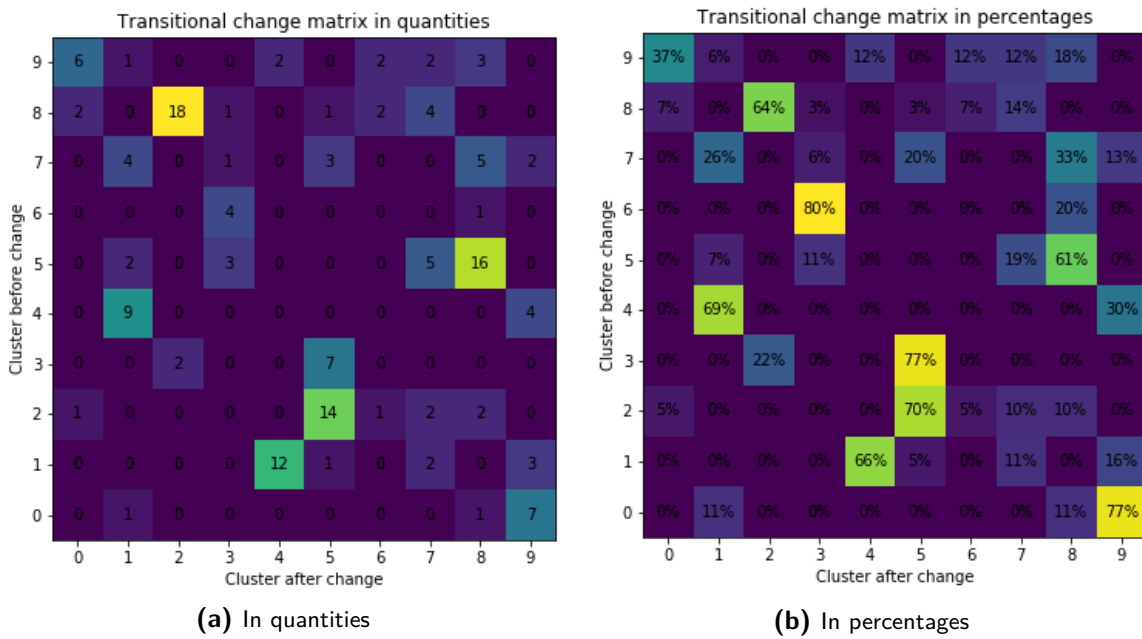 Transitional change matrix in quantities
9 6 1 0 0 2 0 2 2 3 0
8 2 0 18 1 0 1 2 4 0 0
7 0 4 0 1 0 3 0 0 5 2
6 0 0 0 4 0 0 0 0 1 0
5 0 2 0 3 0 0 0 5 16 0
4 0 9 0 0 0 0 0 0 0 4
3 0 0 2 0 0 7 0 0 0 0
2 1 0 0 0 0 14 1 2 2 0
1 0 0 0 0 12 1 0 2 0 3
0 0 1 0 0 0 0 0 0 1 7
0 1 2 3 4 5 6 7 8 9
Cluster before change
Cluster after change
(a) In quantities
Transitional change matrix in percentages
9 37% 6% 0% 0% 12% 0% 12% 12% 18% 0%
8 7% 0% 64% 3% 0% 3% 7% 14% 0% 0%
7 0% 26% 0% 6% 0% 20% 0% 0% 33% 13%
6 0% 0% 0% 80% 0% 0% 0% 0% 20% 0%
5 0% 7% 0% 11% 0% 0% 0% 19% 61% 0%
4 0% 69% 0% 0% 0% 0% 0% 0% 0% 30%
3 0% 0% 22% 0% 0% 77% 0% 0% 0% 0%
2 5% 0% 0% 0% 0% 70% 5% 10% 10% 0%
1 0% 0% 0% 0% 66% 5% 0% 11% 0% 16%
0 0% 11% 0% 0% 0% 0% 0% 0% 11% 77%
0 1 2 3 4 5 6 7 8 9
Cluster before change
Cluster after change
(b) In percentages